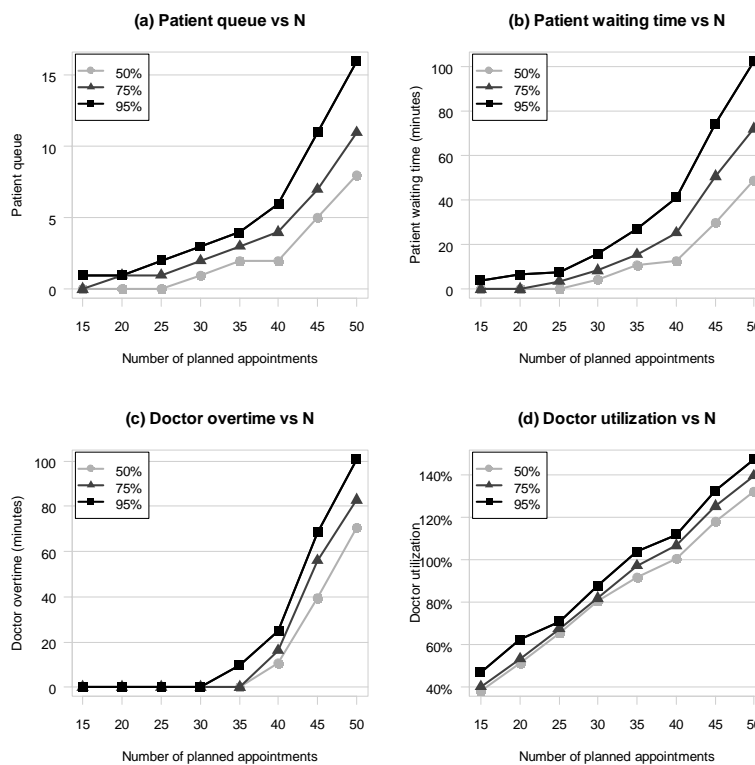 (a) Patient queue vs N
50%
75%
95%
Patient queue
15
10
5
0
15 20 25 30 35 40 45 50
Number of planned appointments
(b) Patient waiting time vs N
50%
75%
95%
Patient waiting time (minutes)
100
80
60
40
20
0
15 20 25 30 35 40 45 50
Number of planned appointments
(c) Doctor overtime vs N
50%
75%
95%
Doctor overtime (minutes)
100
80
60
40
20
0
15 20 25 30 35 40 45 50
Number of planned appointments
(d) Doctor utilization vs N
50%
75%
95%
Doctor utilization
140%
120%
100%
80%
60%
40%
15 20 25 30 35 40 45 50
Number of planned appointments